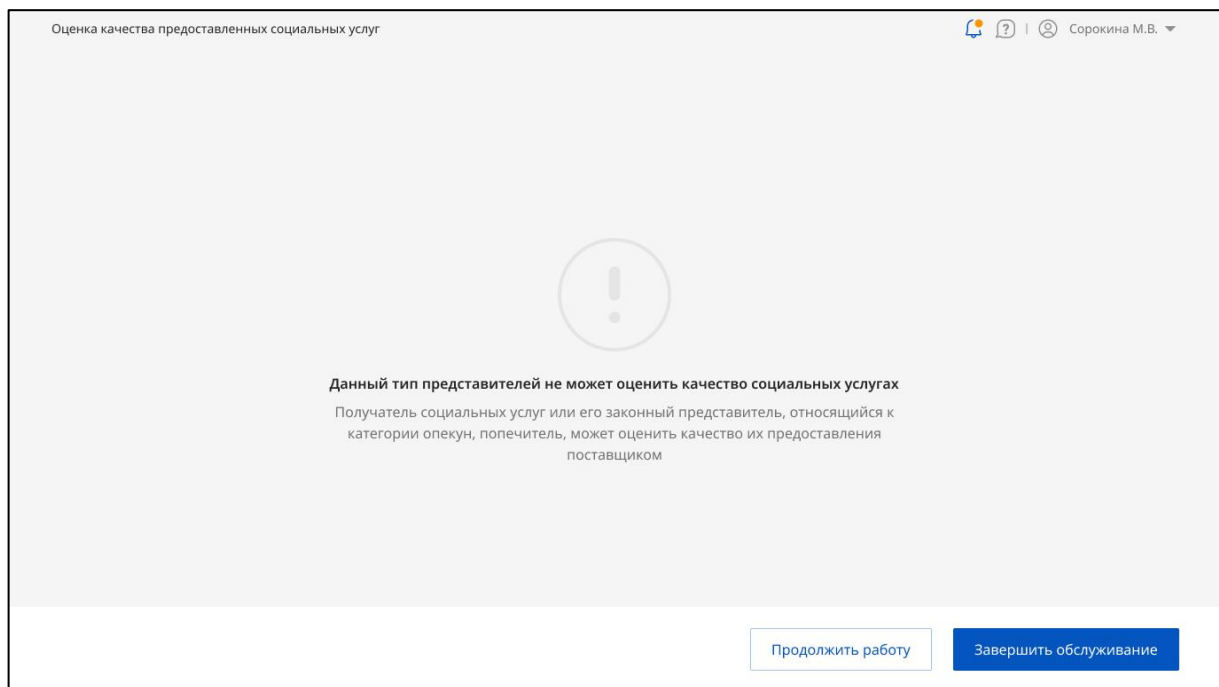 Оценка качества предоставленных социальных услуг
? | Сорокина М.В.
!
Данный тип представителей не может оценить качество социальных услугах
Получатель социальных услуг или его законный представитель, относящийся к
категории опекун, попечитель, может оценить качество их предоставления
поставщиком
Продолжить работу
Завершить обслуживание